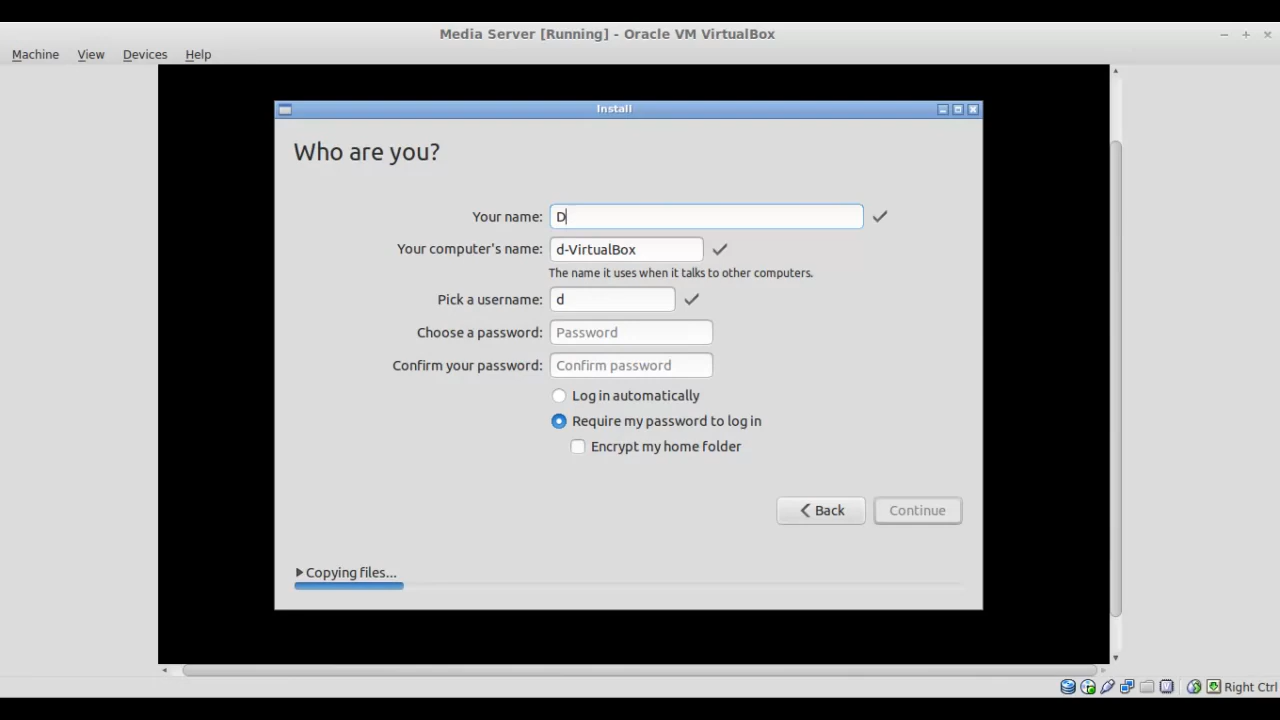 Media Server [Running] - Oracle VM VirtualBox
Machine View Devices Help
Install
Who are you?
Your name: D
Your computer's name: d-VirtualBox
The name it uses when it talks to other computers.
Pick a username: d
Choose a password: Password
Confirm your password: Confirm password
Log in automatically
Require my password to log in
Encrypt my home folder
Back Continue
Copying files...
Right Ctrl